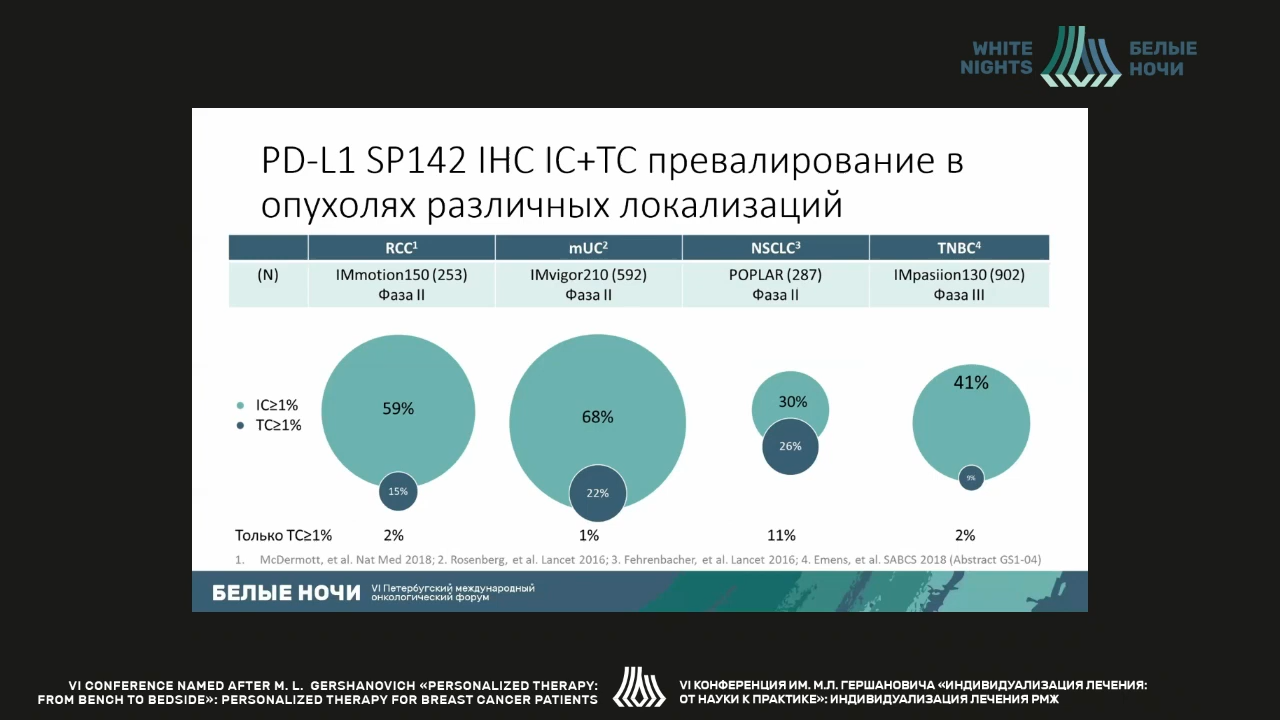 WHITE
NIGHTS
БЕЛЫЕ
НОЧИ
PD-L1 SP142 IHC IC+TC превалирование в
опухолях различных локализаций
RCC¹ mUC² NSCLC³ TNBC⁴
(N) IMmotion150 (253) IMvigor210 (592) POPLAR (287) IMpasiion130 (902)
Фаза II Фаза II Фаза II Фаза III
IC≥1%
TC≥1%
59% 68% 30% 41%
15% 22% 26% 9%
Только TC≥1% 2% 1% 11% 2%
1. McDermott, et al. Nat Med 2018; 2. Rosenberg, et al. Lancet 2016; 3. Fehrenbacher, et al. Lancet 2016; 4. Emens, et al. SABCS 2018 (Abstract GS1-04)
БЕЛЫЕ НОЧИ
VI Петербургский международный
онкологический форум
VI CONFERENCE NAMED AFTER M. L. GERSHANOVICH «PERSONALIZED THERAPY:
FROM BENCH TO BEDSIDE»: PERSONALIZED THERAPY FOR BREAST CANCER PATIENTS
VI КОНФЕРЕНЦИЯ ИМ. М.Л. ГЕРШАНОВИЧА «ИНДИВИДУАЛИЗАЦИЯ ЛЕЧЕНИЯ:
ОТ НАУКИ К ПРАКТИКЕ»: ИНДИВИДУАЛИЗАЦИЯ ЛЕЧЕНИЯ РМЖ